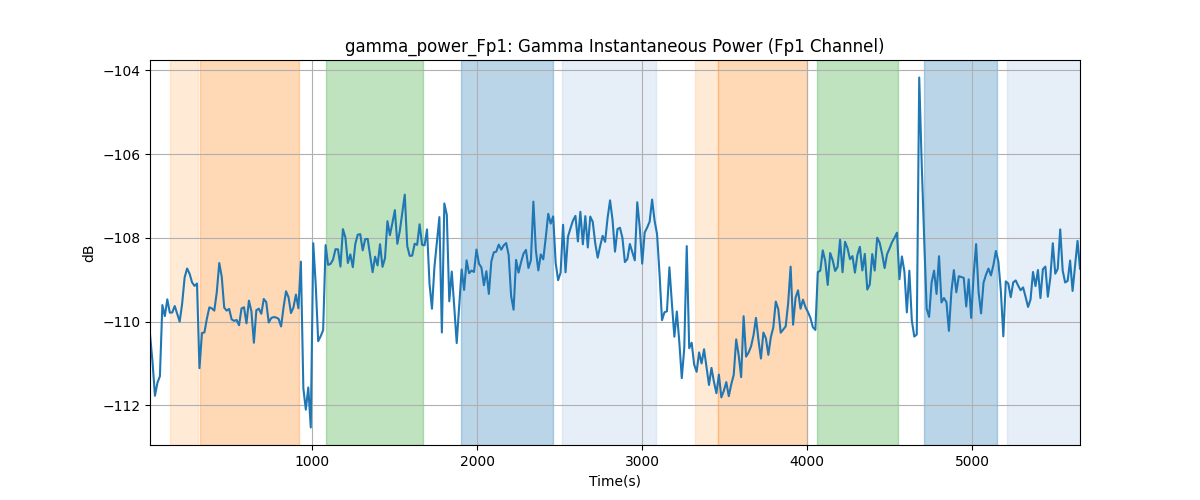 gamma_power_Fp1: Gamma Instantaneous Power (Fp1 Channel)
−104
−106
−108
−110
−112
dB
1000 2000 3000 4000 5000
Time(s)